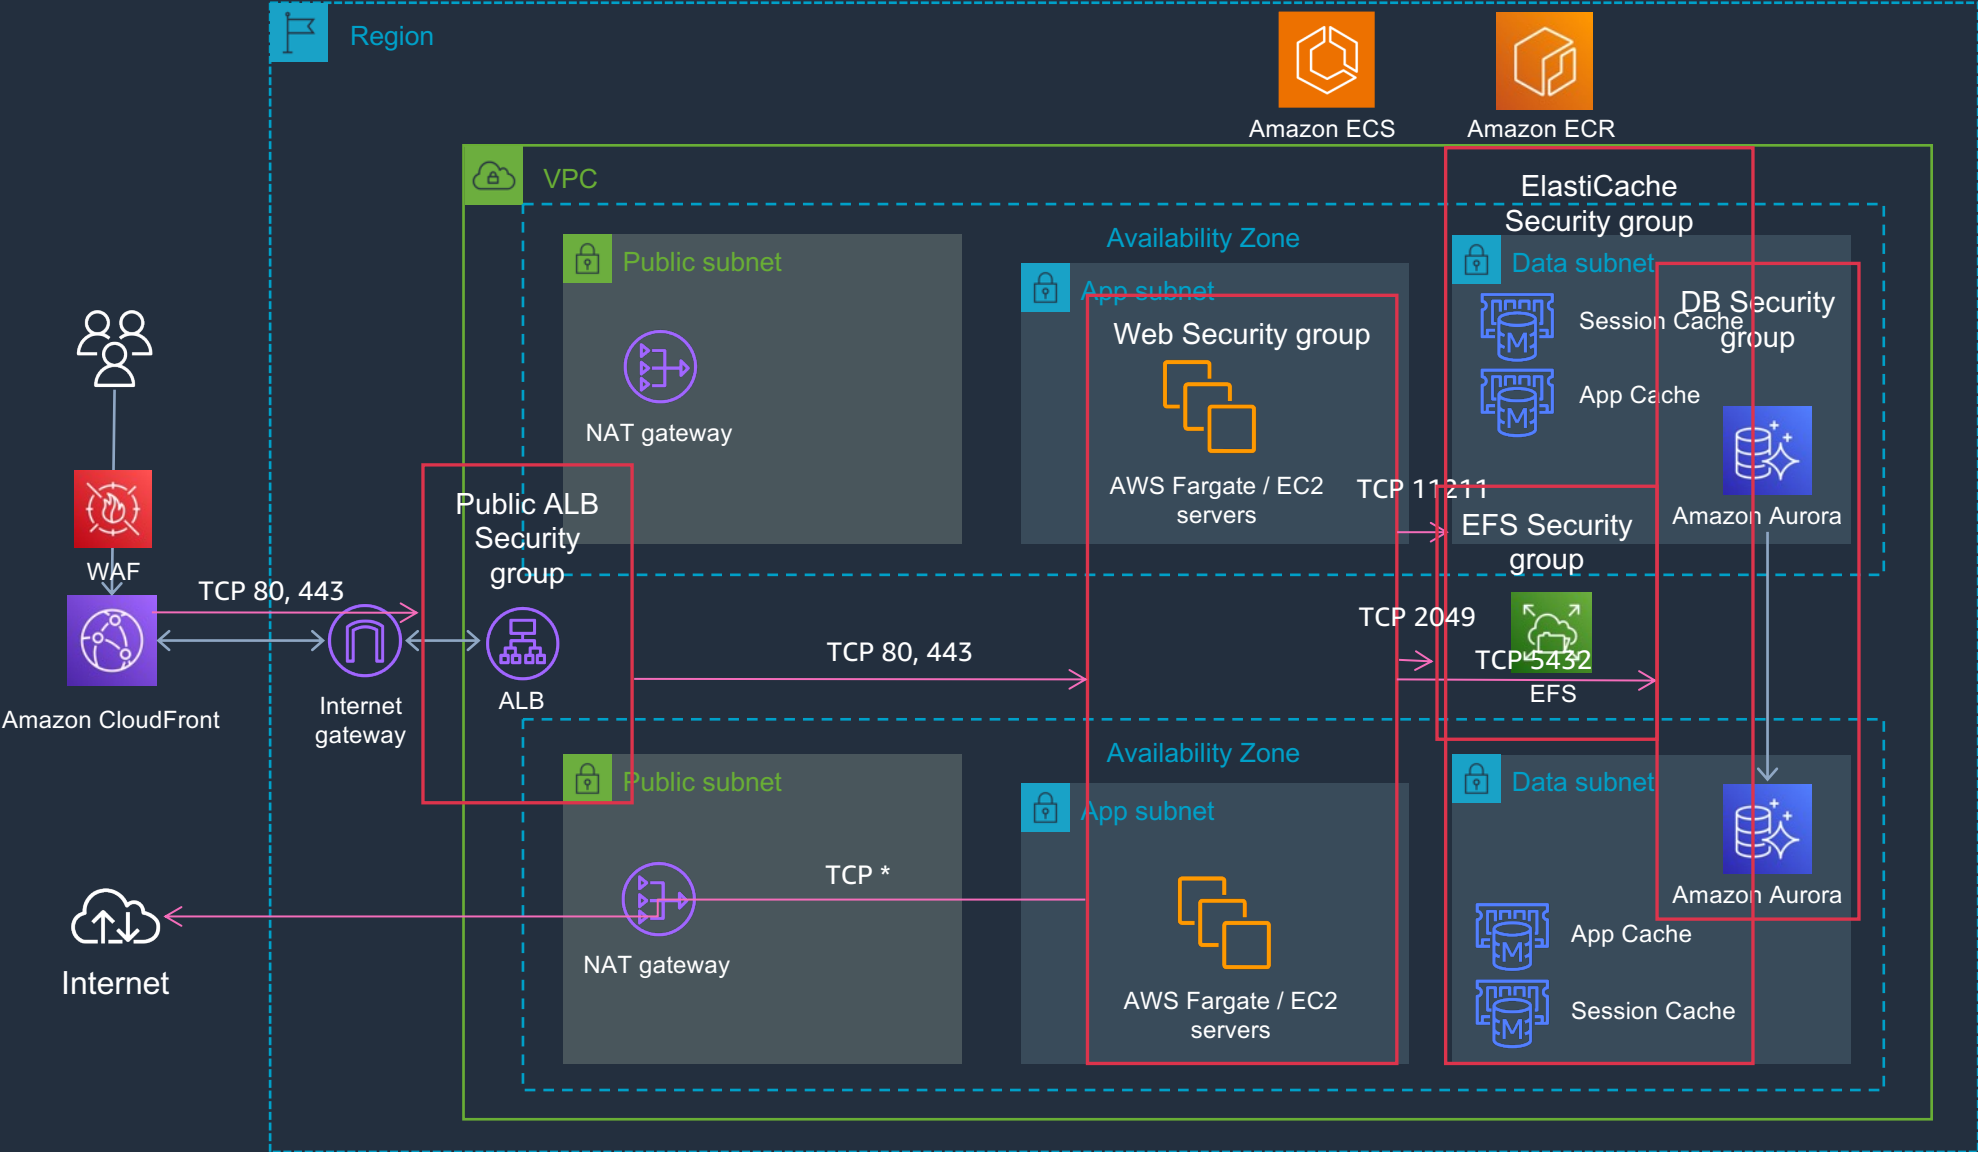 Region
Amazon ECS
Amazon ECR
VPC
ElastiCache
Security group
Availability Zone
Public subnet
App subnet
Data subnet
DB Security
group
Session Cache
Web Security group
App Cache
NAT gateway
AWS Fargate / EC2
servers
TCP 11211
Amazon Aurora
Public ALB
Security
group
EFS Security
group
WAF
TCP 80, 443
TCP 2049
TCP 80, 443
TCP 5432
EFS
Internet
gateway
ALB
Amazon CloudFront
Availability Zone
Public subnet
App subnet
Data subnet
TCP *
Amazon Aurora
App Cache
NAT gateway
Internet
AWS Fargate / EC2
servers
Session Cache
M
M
M
M